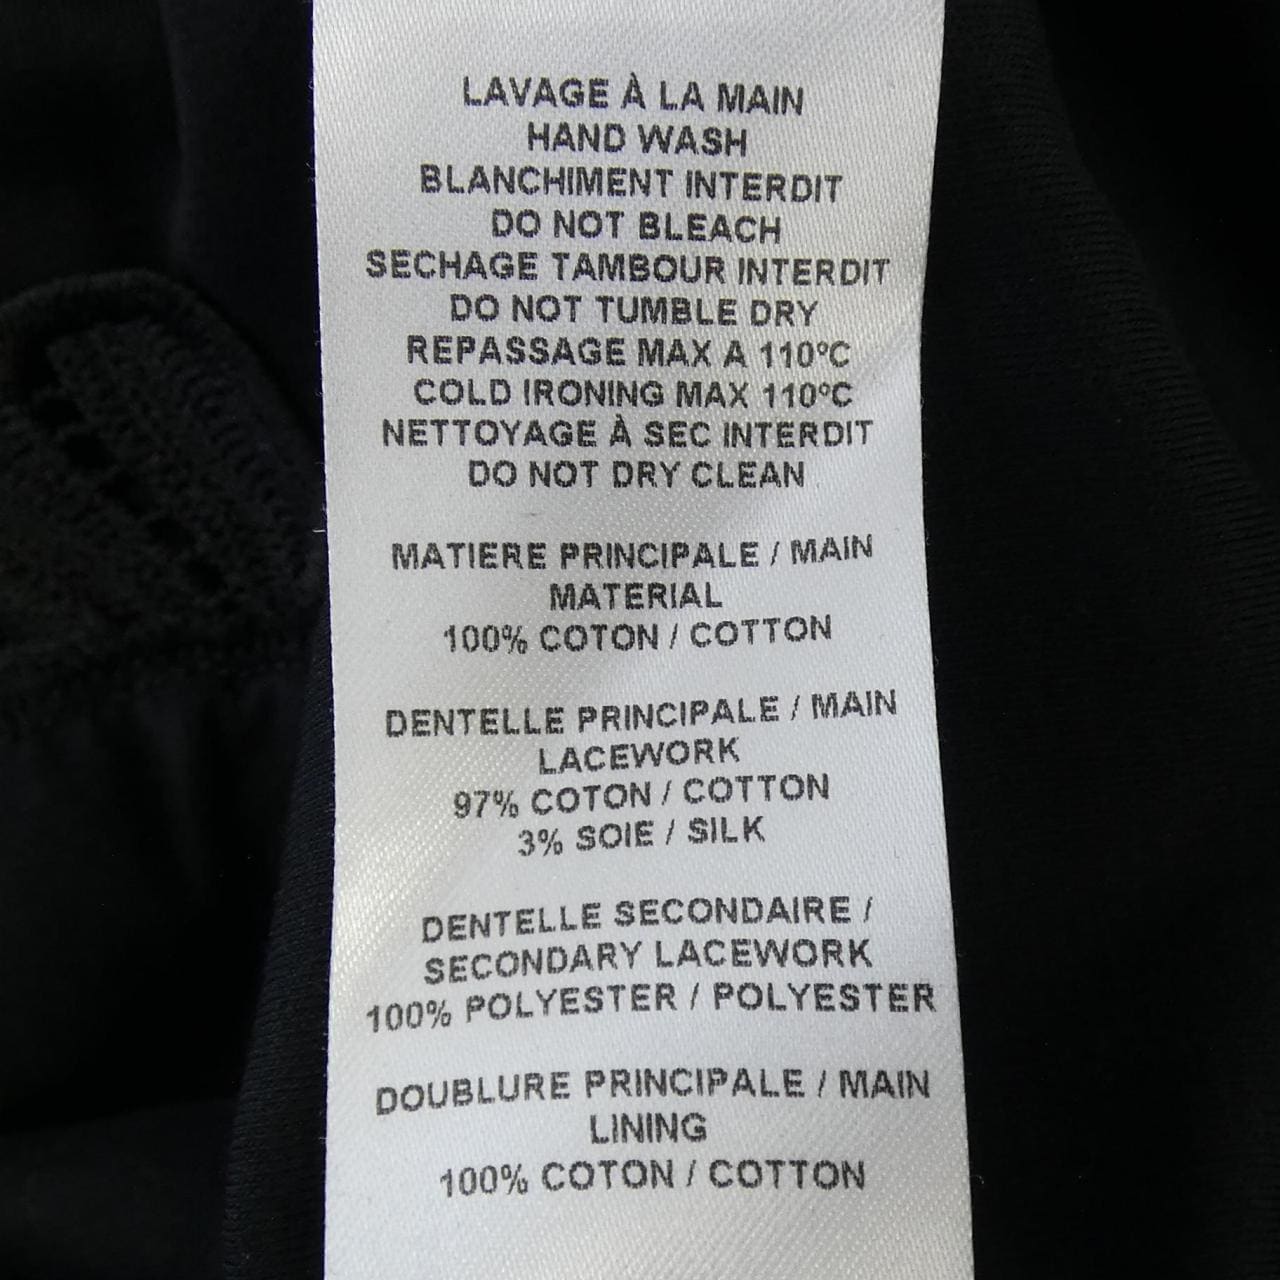 LAVAGE À LA MAIN
HAND WASH
BLANCHIMENT INTERDIT
DO NOT BLEACH
SECHAGE TAMBOUR INTERDIT
DO NOT TUMBLE DRY
REPASSAGE MAX A 110ºC
COLD IRONING MAX 110ºC
NETTOYAGE À SEC INTERDIT
DO NOT DRY CLEAN
MATIERE PRINCIPALE / MAIN
MATERIAL
100% COTON / COTTON
DENTELLE PRINCIPALE / MAIN
LACEWORK
97% COTON / COTTON
3% SOIE / SILK
DENTELLE SECONDAIRE /
SECONDARY LACEWORK
100% POLYESTER / POLYESTER
DOUBLURE PRINCIPALE / MAIN
LINING
100% COTON / COTTON